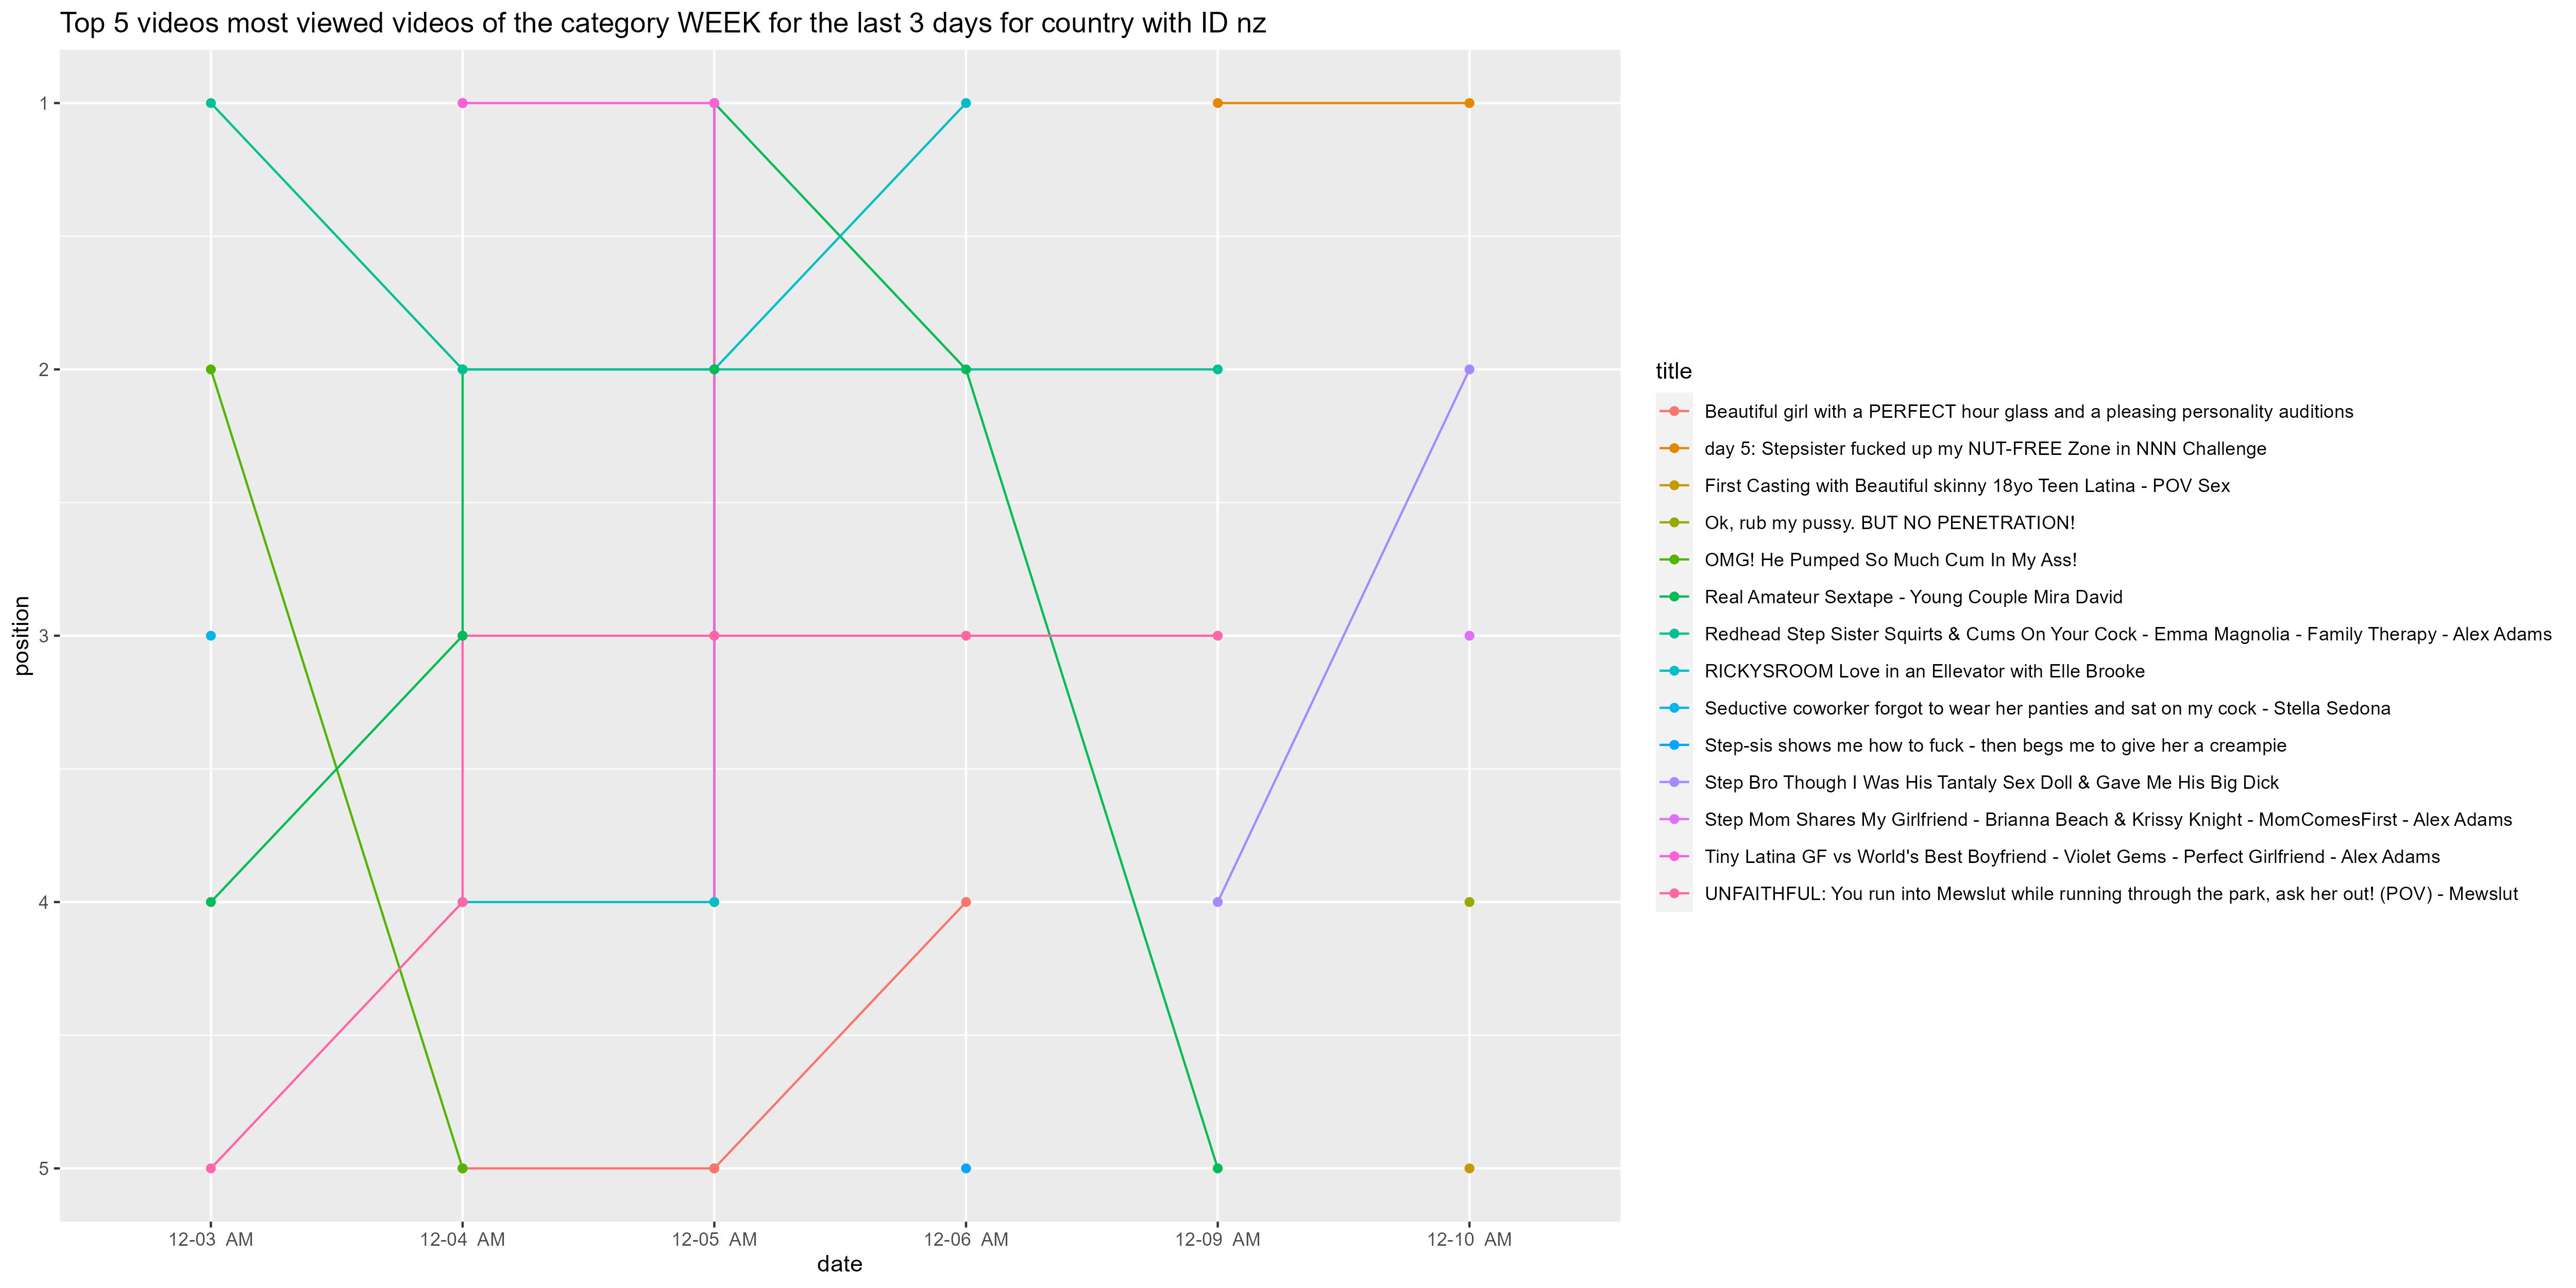 Top 5 videos most viewed videos of the category WEEK for the last 3 days for country with ID nz
position
1
2
3
4
5
12-03 AM
12-04 AM
12-05 AM
12-06 AM
12-09 AM
12-10 AM
date
title
Beautiful girl with a PERFECT hour glass and a pleasing personality auditions
day 5: Stepsister fucked up my NUT-FREE Zone in NNN Challenge
First Casting with Beautiful skinny 18yo Teen Latina - POV Sex
Ok, rub my pussy. BUT NO PENETRATION!
OMG! He Pumped So Much Cum In My Ass!
Real Amateur Sextape - Young Couple Mira David
Redhead Step Sister Squirts & Cums On Your Cock - Emma Magnolia - Family Therapy - Alex Adams
RICKYSROOM Love in an Ellevator with Elle Brooke
Seductive coworker forgot to wear her panties and sat on my cock - Stella Sedona
Step-sis shows me how to fuck - then begs me to give her a creampie
Step Bro Though I Was His Tantaly Sex Doll & Gave Me His Big Dick
Step Mom Shares My Girlfriend - Brianna Beach & Krissy Knight - MomComesFirst - Alex Adams
Tiny Latina GF vs World's Best Boyfriend - Violet Gems - Perfect Girlfriend - Alex Adams
UNFAITHFUL: You run into Mewslut while running through the park, ask her out! (POV) - Mewslut